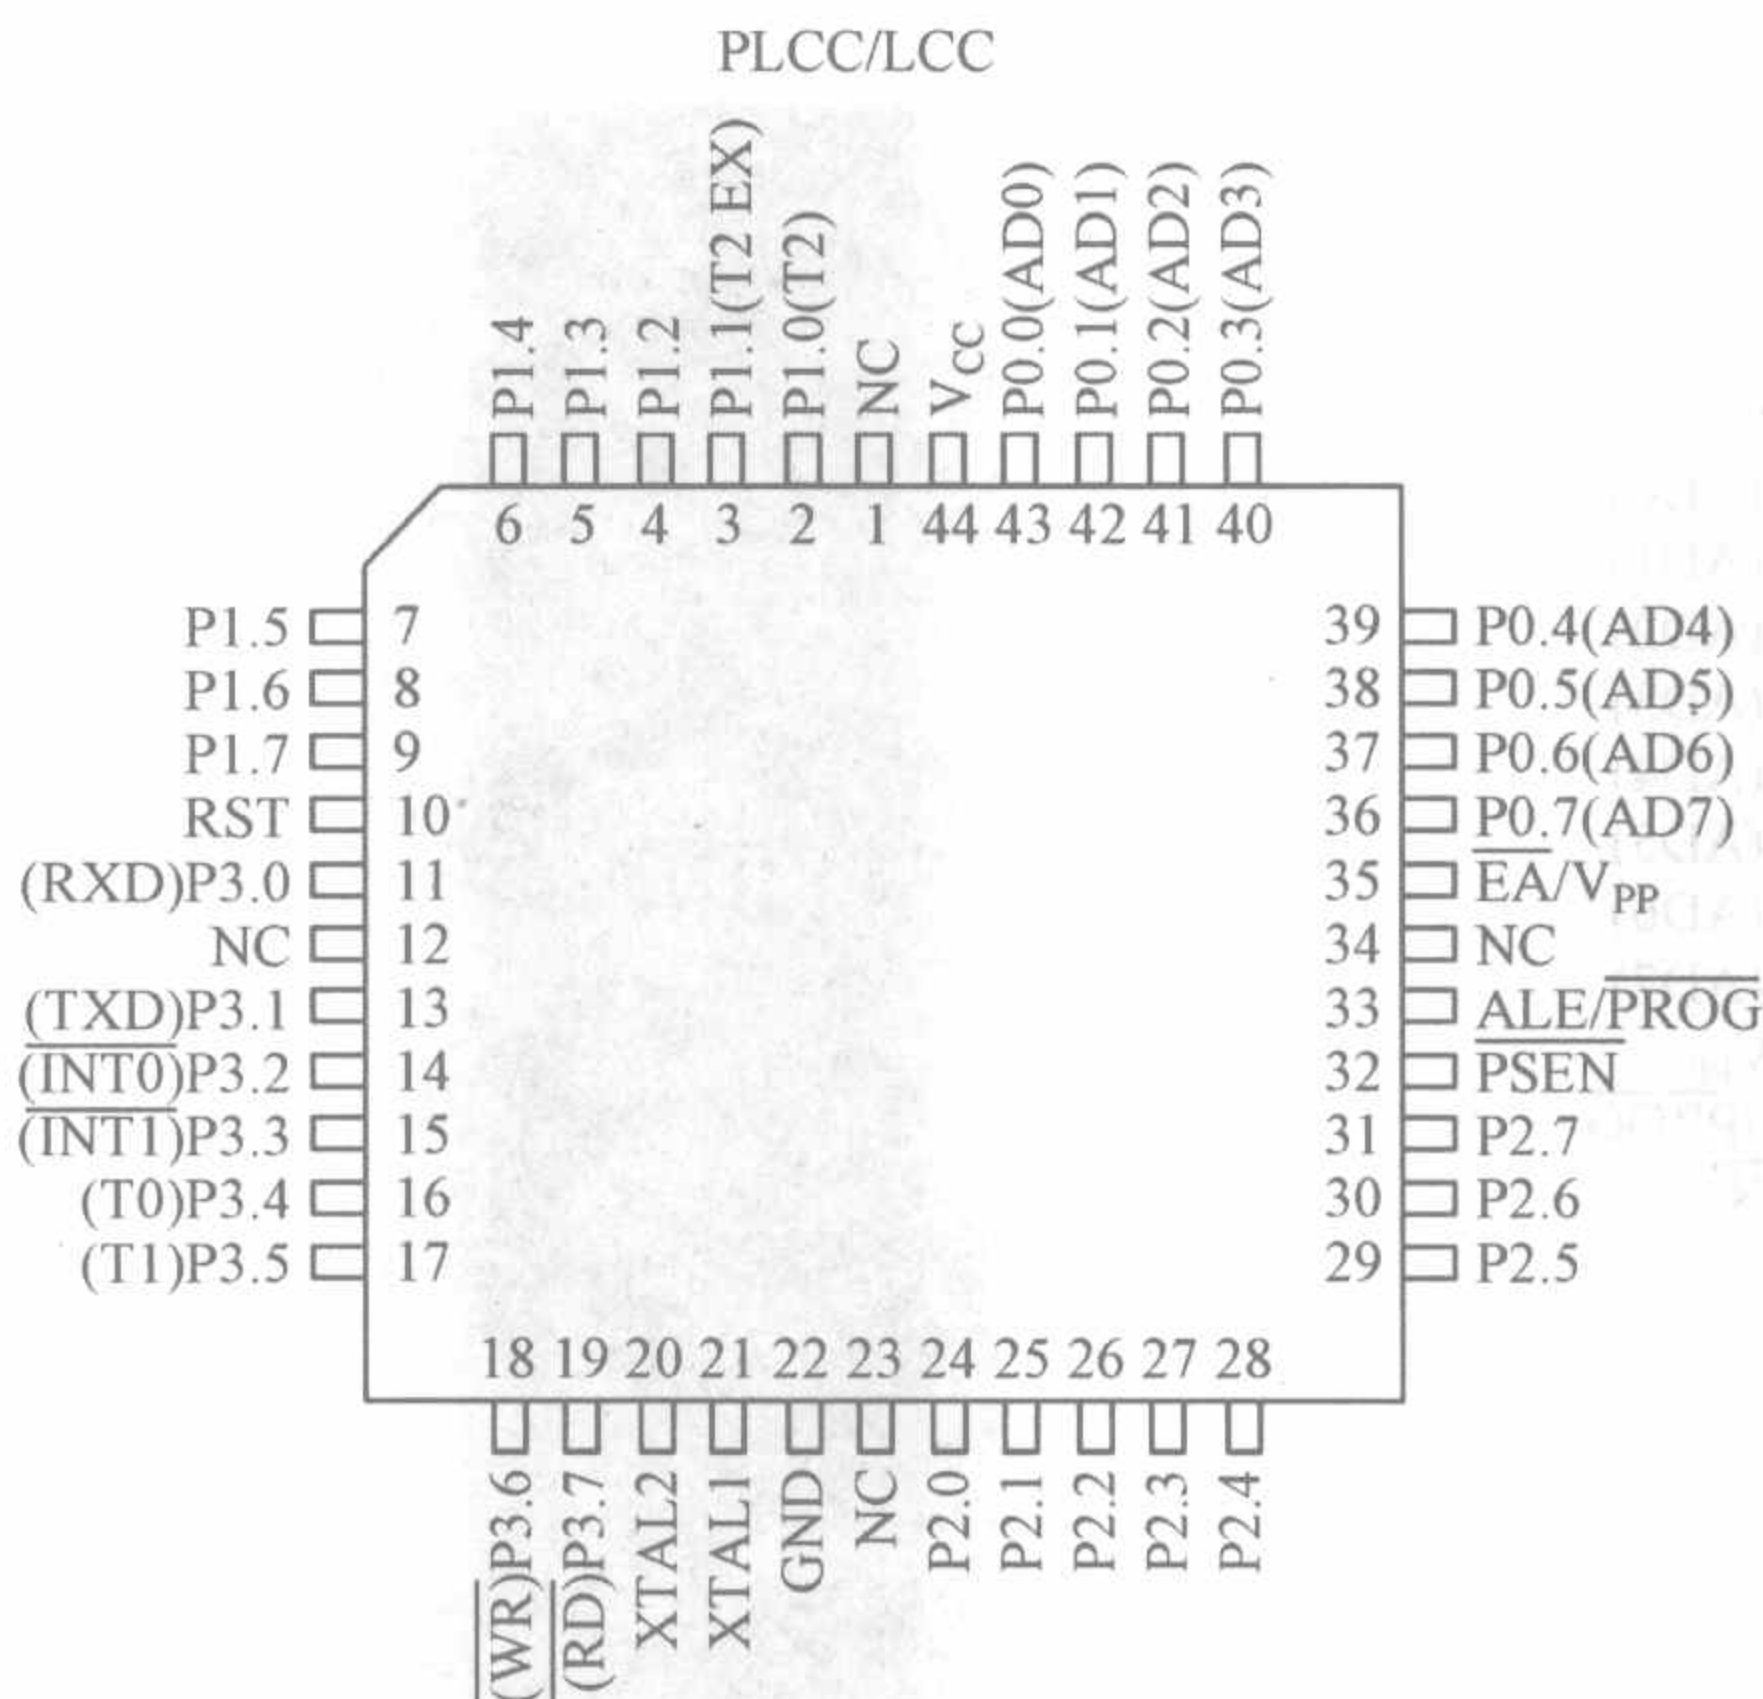 PLCC/LCC
P1.4
P1.3
P1.2
P1.1(T2 EX)
P1.0(T2)
NC
VCC
P0.0(AD0)
P0.1(AD1)
P0.2(AD2)
P0.3(AD3)
6 5 4 3 2 1 44 43 42 41 40
P1.5 7
P1.6 8
P1.7 9
RST 10
(RXD)P3.0 11
NC 12
(TXD)P3.1 13
(INT0)P3.2 14
(INT1)P3.3 15
(T0)P3.4 16
(T1)P3.5 17
39 P0.4(AD4)
38 P0.5(AD5)
37 P0.6(AD6)
36 P0.7(AD7)
35 EA/VPP
34 NC
33 ALE/PROG
32 PSEN
31 P2.7
30 P2.6
29 P2.5
18 19 20 21 22 23 24 25 26 27 28
(WR)P3.6
(RD)P3.7
XTAL2
XTAL1
GND
NC
P2.0
P2.1
P2.2
P2.3
P2.4